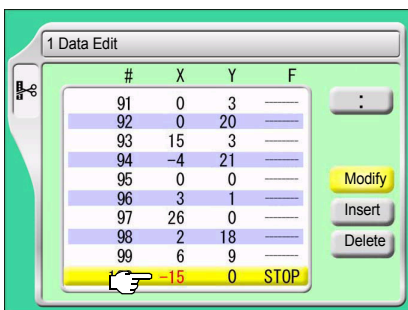 1 Data Edit
# X Y F
91 0 3 -------
92 0 20 -------
93 15 3 -------
94 -4 21 -------
95 0 0 -------
96 3 1 -------
97 26 0 -------
98 2 18 -------
99 6 9 -------
-15 0 STOP
:
Modify
Insert
Delete